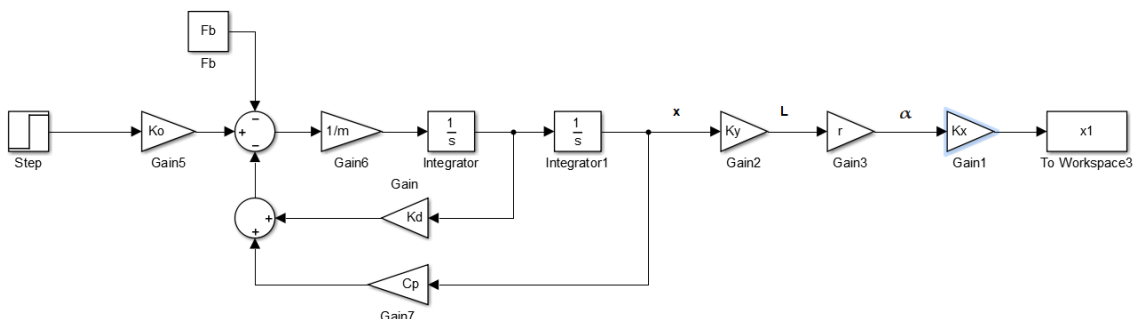 Fb
Fb
x
L
α
Ko
1/m
1
s
1
s
Ky
r
Kx
x1
Step
Gain5
Gain6
Integrator
Integrator1
Gain2
Gain3
Gain1
To Workspace3
Gain
Kd
Cp
Gain7